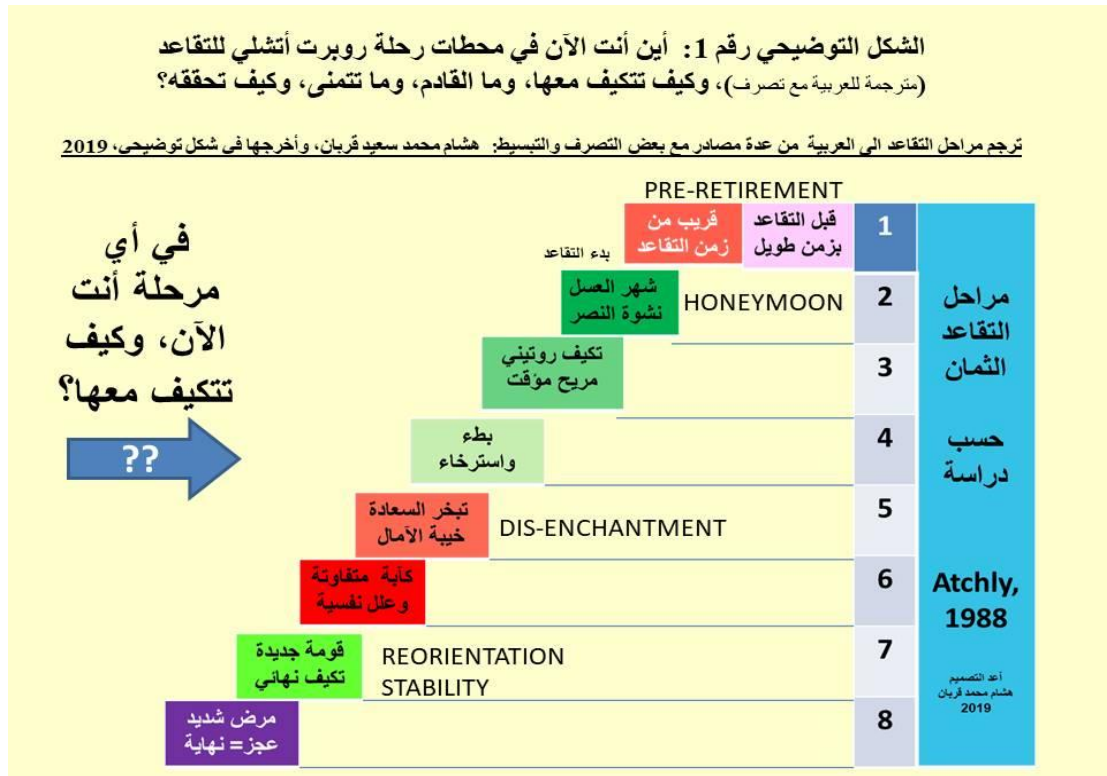 الشكل التوضيحي رقم 1: أين أنت الآن في محطات رحلة روبرت أتشلي للتقاعد
(مترجمة للعربية مع تصرف)، وكيف تتكيف معها، وما القادم، وما تتمنى، وكيف تحققه؟
ترجم مراحل التقاعد الى العربية من عدة مصادر مع بعض التصرف والتبسيط: هشام محمد سعيد قربان، وأخرجها في شكل توضيحي، 2019
PRE-RETIREMENT
1
قبل التقاعد
بزمن طويل
قريب من
زمن التقاعد
بدء التقاعد
2
HONEYMOON
شهر العسل
نشوة النصر
3
تكيف روتيني
مريح مؤقت
4
بطء
واسترخاء
5
DIS-ENCHANTMENT
تبخر السعادة
خيبة الآمال
6
كآبة متفاوتة
وعلل نفسية
7
REORIENTATION
STABILITY
قومة جديدة
تكيف نهائي
8
مرض شديد
عجز= نهاية
مراحل
التقاعد
الثمان
حسب
دراسة
Atchly,
1988
أعد التصميم
هشام محمد قربان
2019
في أي
مرحلة أنت
الآن، وكيف
تتكيف معها؟
??